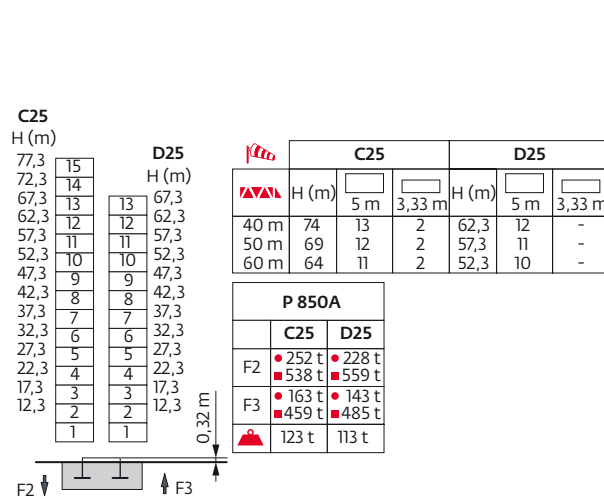 C25
H (m)
77,3
72,3
67,3
62,3
57,3
52,3
47,3
42,3
37,3
32,3
27,3
22,3
17,3
12,3
15
14
13
12
11
10
9
8
7
6
5
4
3
2
1
D25
H (m)
13
12
11
10
9
8
7
6
5
4
3
2
1
67,3
62,3
57,3
52,3
47,3
42,3
37,3
32,3
27,3
22,3
17,3
12,3
0,32 m
F2
F3
C25 D25
H (m) 5 m 3,33 m H (m) 5 m 3,33 m
40 m 74 13 2 62,3 12 -
50 m 69 12 2 57,3 11 -
60 m 64 11 2 52,3 10 -
P 850A
C25 D25
F2 252 t 228 t
538 t 559 t
F3 163 t 143 t
459 t 485 t
123 t 113 t